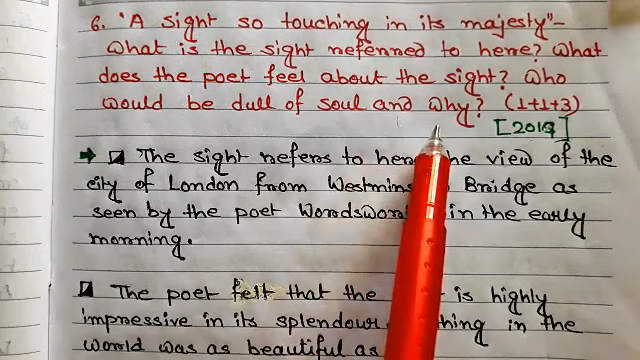 6. "A sight so touching in its majesty"-
What is the sight referred to here? What
does the poet feel about the sight? Who
would be dull of soul and why? (1+1+3)
[2019]
The sight refers to here the view of the
city of London from Westmins Bridge as
seen by the poet Wordswor in the early
morning.
The poet felt that the is highly
impressive in its splendour. thing in the
world was as beautiful as